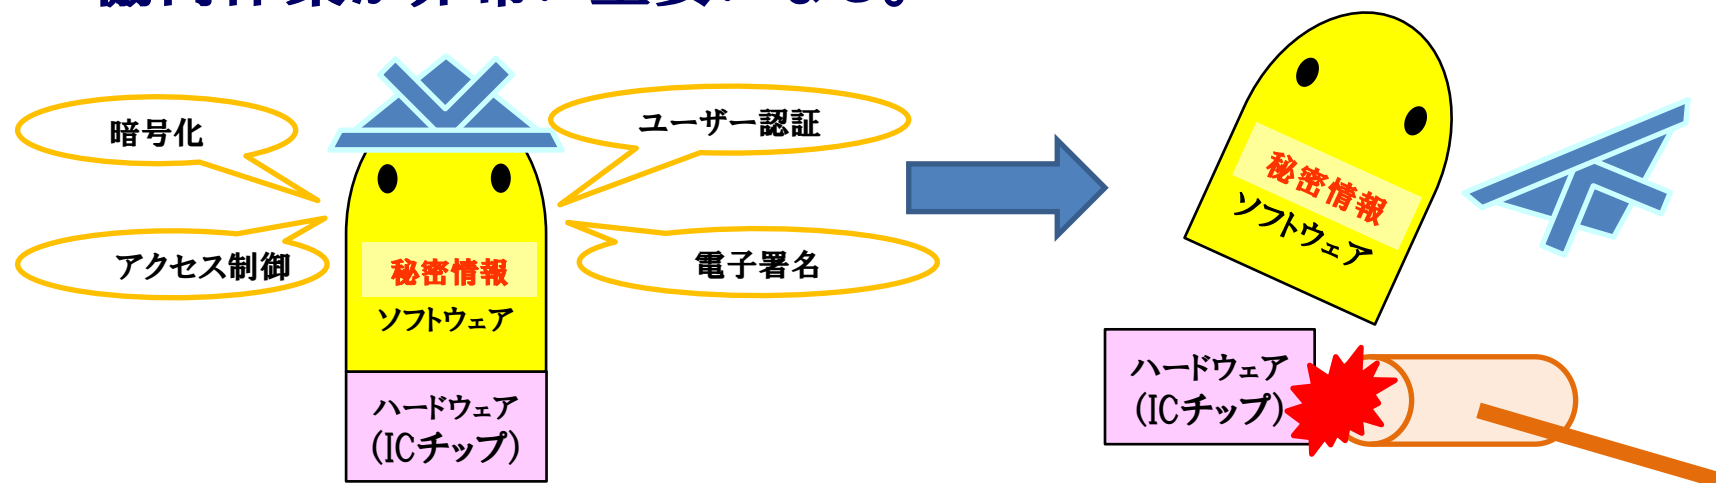 暗号化
ユーザー認証
アクセス制御
電子署名
秘密情報
ソフトウェア
ハードウェア
(ICチップ)
秘密情報
ソフトウェア
ハードウェア
(ICチップ)